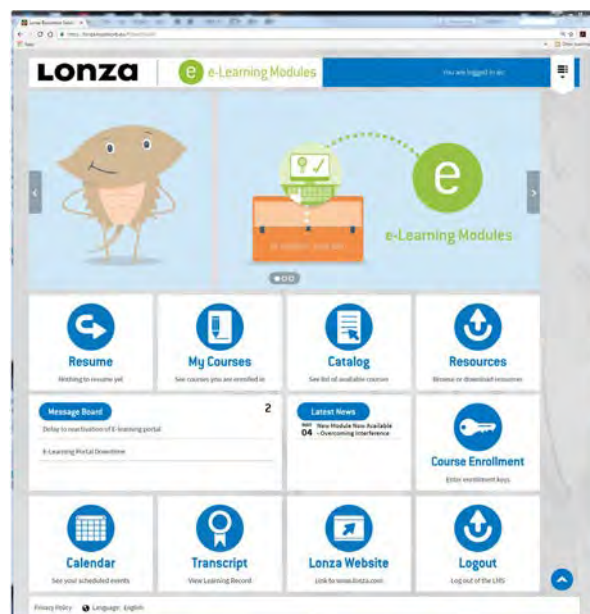 LONZA
e e-Learning Modules
You are logged in as:
e
e-Learning Modules
Resume
Nothing to resume yet
My Courses
See courses you are enrolled in
Catalog
See list of available courses
Resources
Browse or download resources
Message Board
2
Delay to reactivation of E-learning portal
E-Learning Portal Downtime
Latest News
04
New Module Now Available
- Overcoming Interference
Course Enrollment
Enter enrollment keys
Calendar
See your scheduled events
Transcript
View Learning Record
Lonza Website
Link to www.lonza.com
Logout
Log out of the LMS
Privacy Policy
Language: English